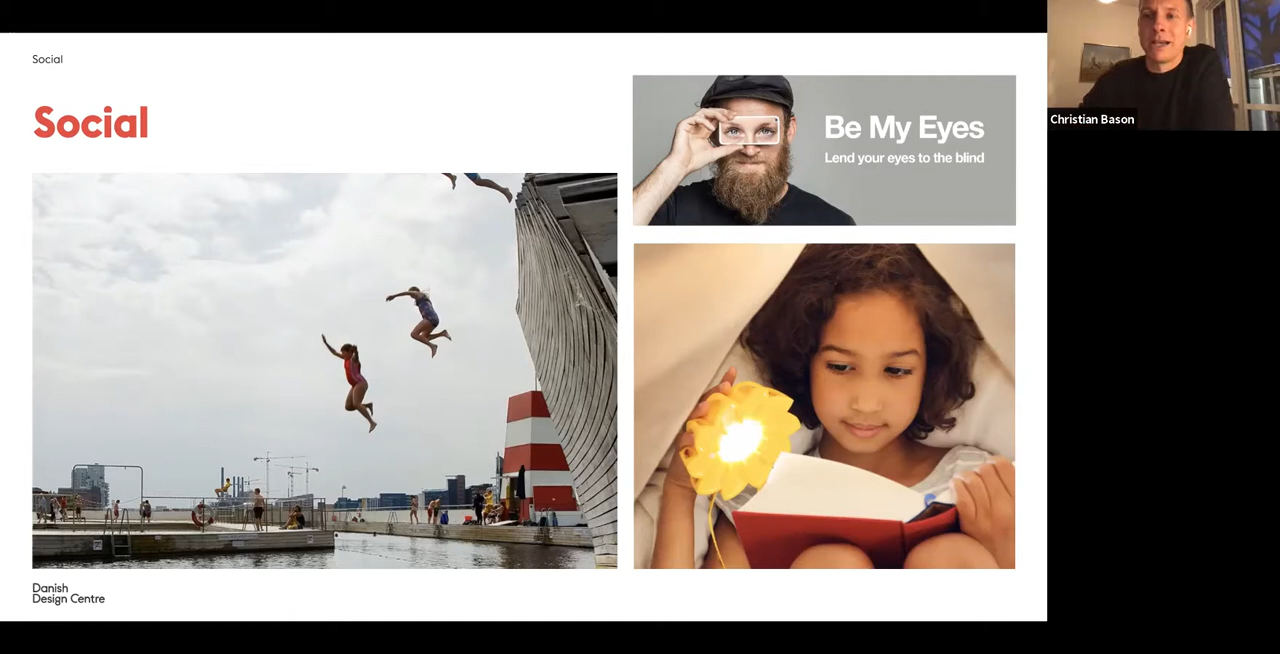 Social
Social
Be My Eyes
Lend your eyes to the blind
Danish
Design Centre
Christian Bason